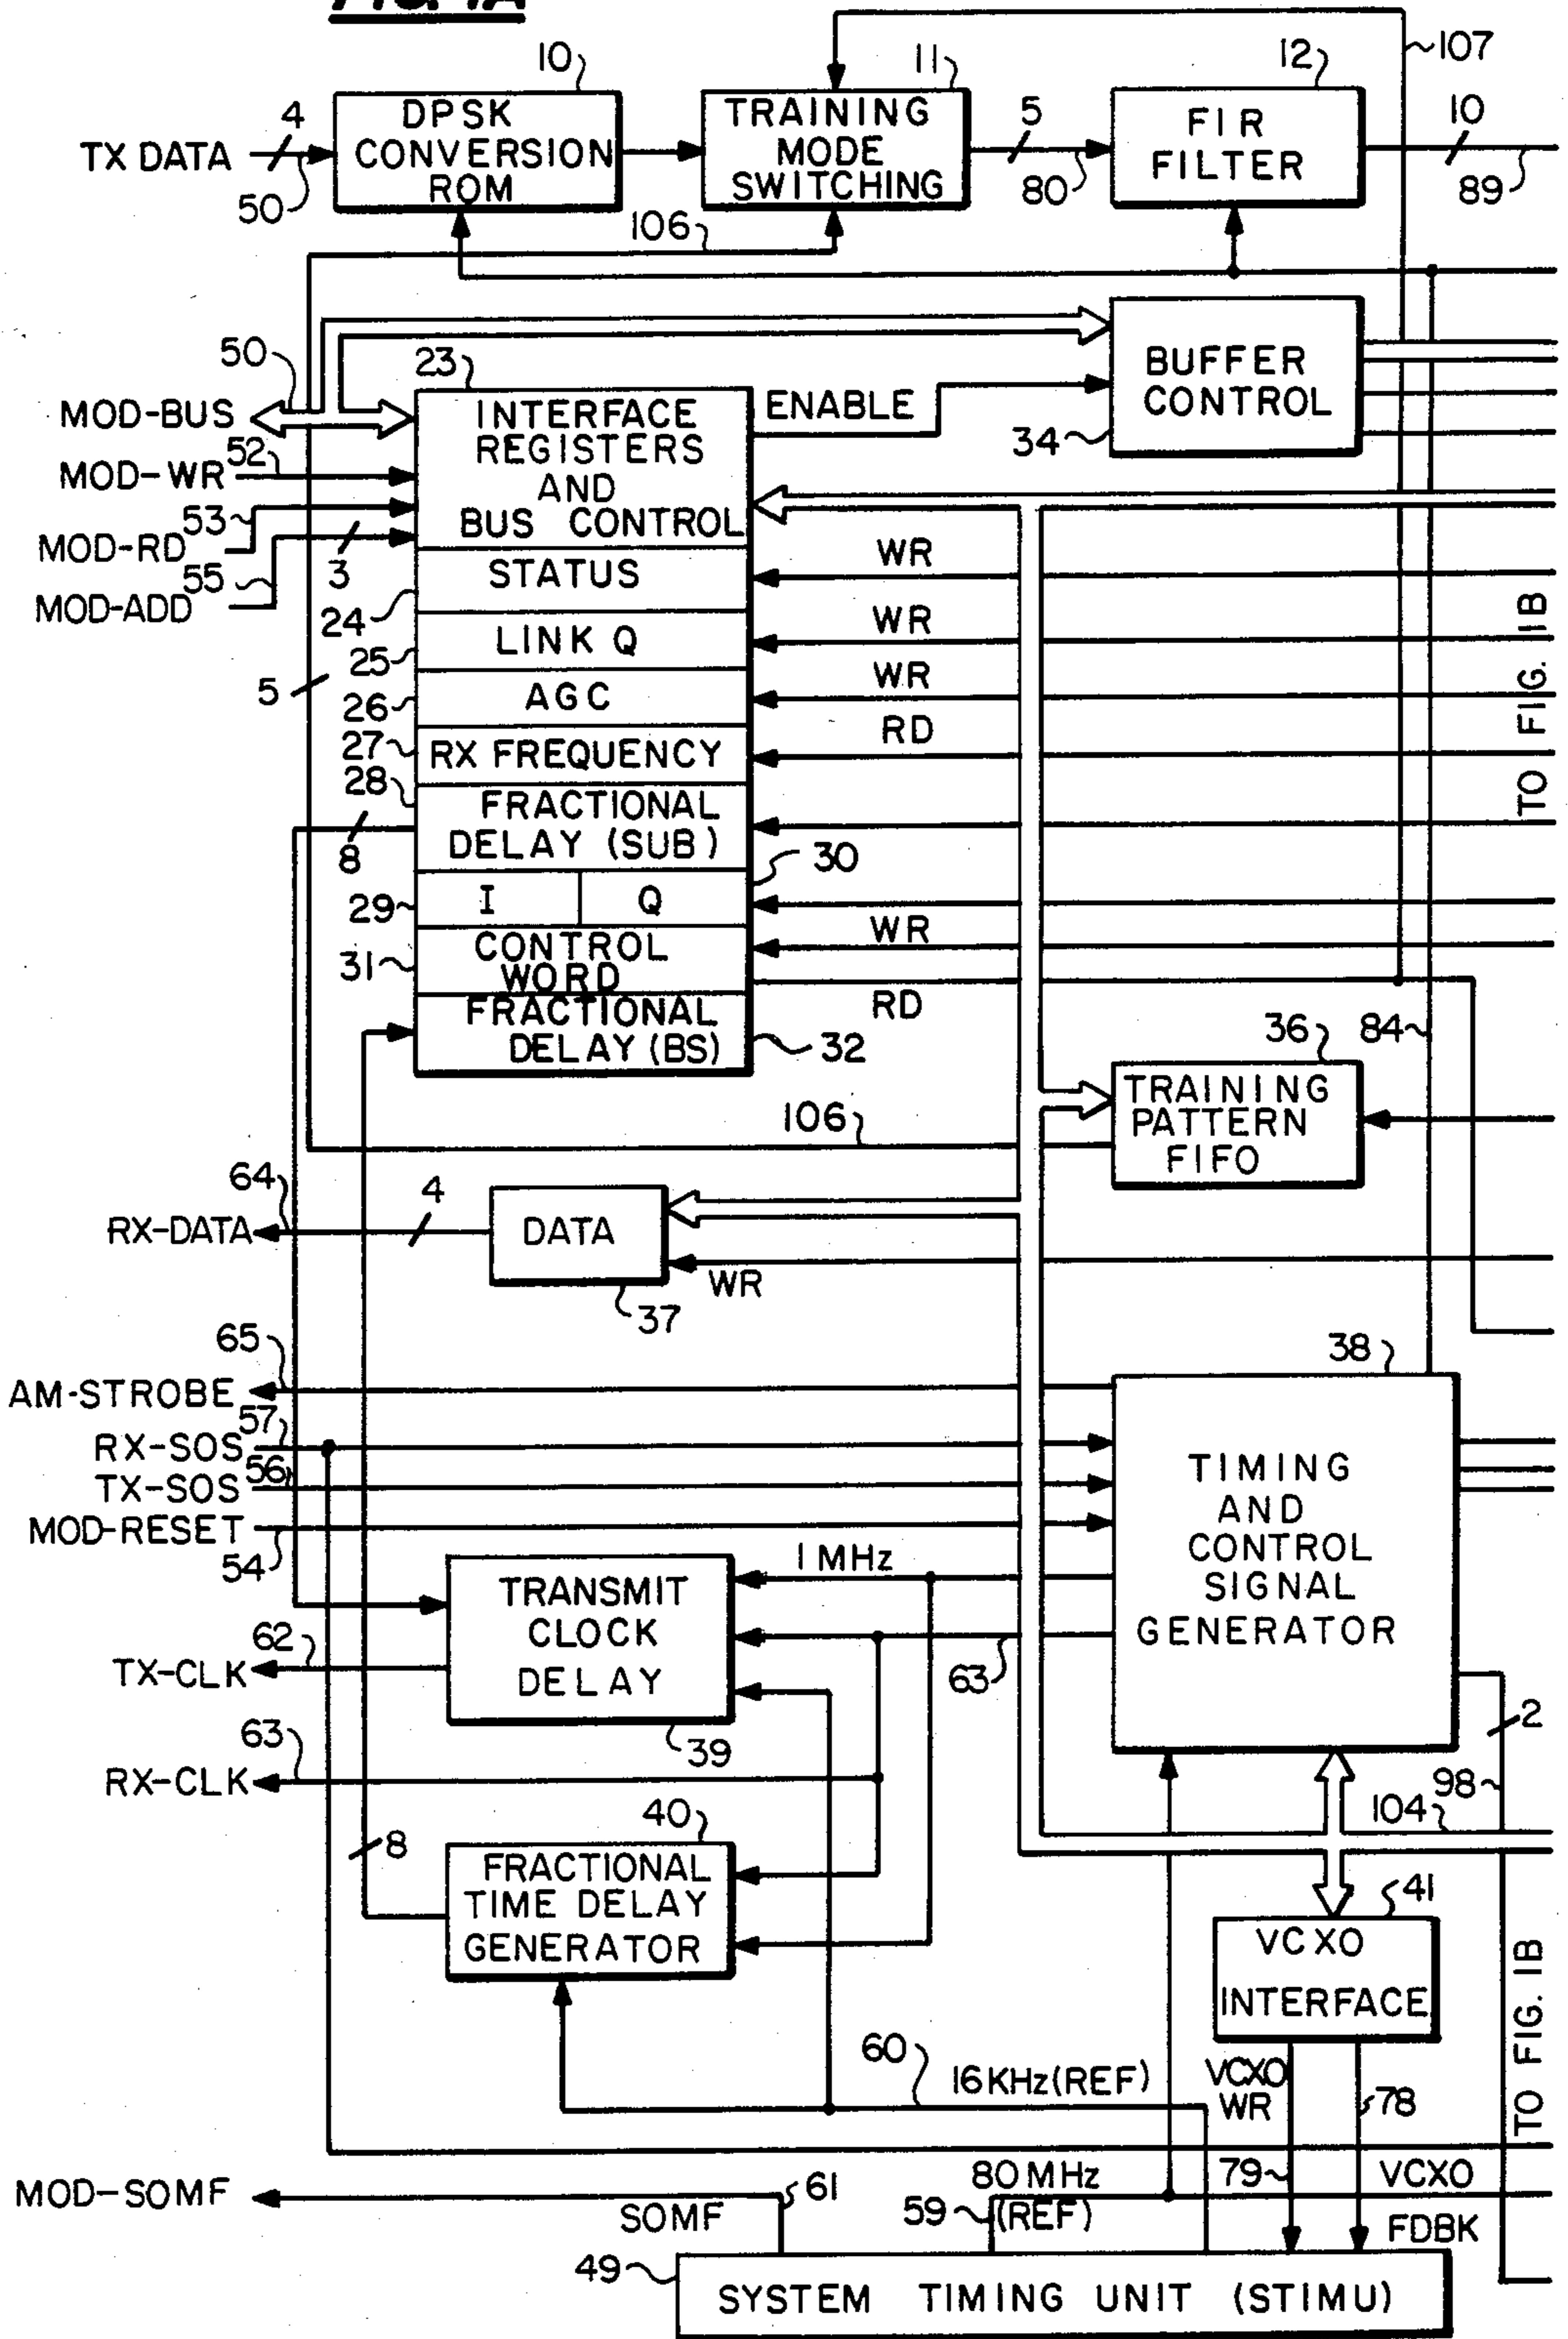 FIG. 1A
107
10
11
12
4
DPSK
CONVERSION
ROM
TRAINING
MODE
SWITCHING
5
FIR
FILTER
10
TX DATA
50
80
89
106
50
23
MOD-BUS
INTERFACE
REGISTERS
AND
BUS CONTROL
ENABLE
BUFFER
CONTROL
34
MOD-WR
52
MOD-RD
53
3
MOD-ADD
55
STATUS
24
WR
LINK Q
25
WR
5
AGC
26
WR
RX FREQUENCY
27
RD
TO FIG. 1B
28
FRACTIONAL
DELAY (SUB)
8
30
29
I
Q
CONTROL
WORD
31
WR
RD
FRACTIONAL
DELAY (BS)
32
36
84
TRAINING
PATTERN
FIFO
106
64
4
RX-DATA
DATA
WR
37
65
38
AM-STROBE
57
RX-SOS
56
TX-SOS
MOD-RESET
54
TIMING
AND
CONTROL
SIGNAL
GENERATOR
1 MHz
TRANSMIT
CLOCK
DELAY
62
TX-CLK
63
39
2
63
RX-CLK
98
104
40
8
FRACTIONAL
TIME DELAY
GENERATOR
41
VCXO
INTERFACE
TO FIG. 1B
60
16 KHz (REF)
VCXO
WR
78
MOD-SOMF
61
SOMF
80 MHz
59
(REF)
79
VCXO
FDBK
49
SYSTEM TIMING UNIT (STIMU)